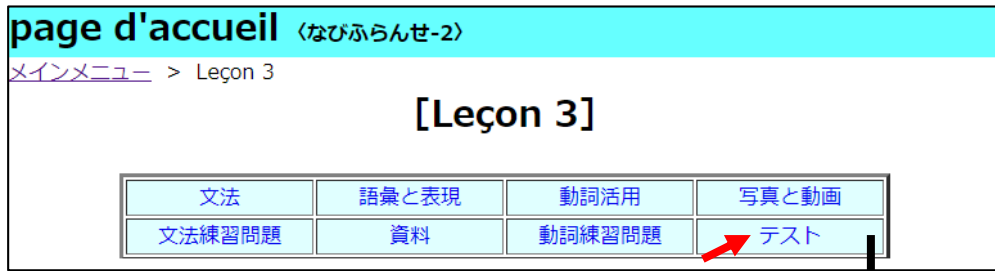 page d'accueil 〈なびふらんせ-2〉
メインメニュー > Leçon 3
[Leçon 3]
文法 語彙と表現 動詞活用 写真と動画
文法練習問題 資料 動詞練習問題 テスト